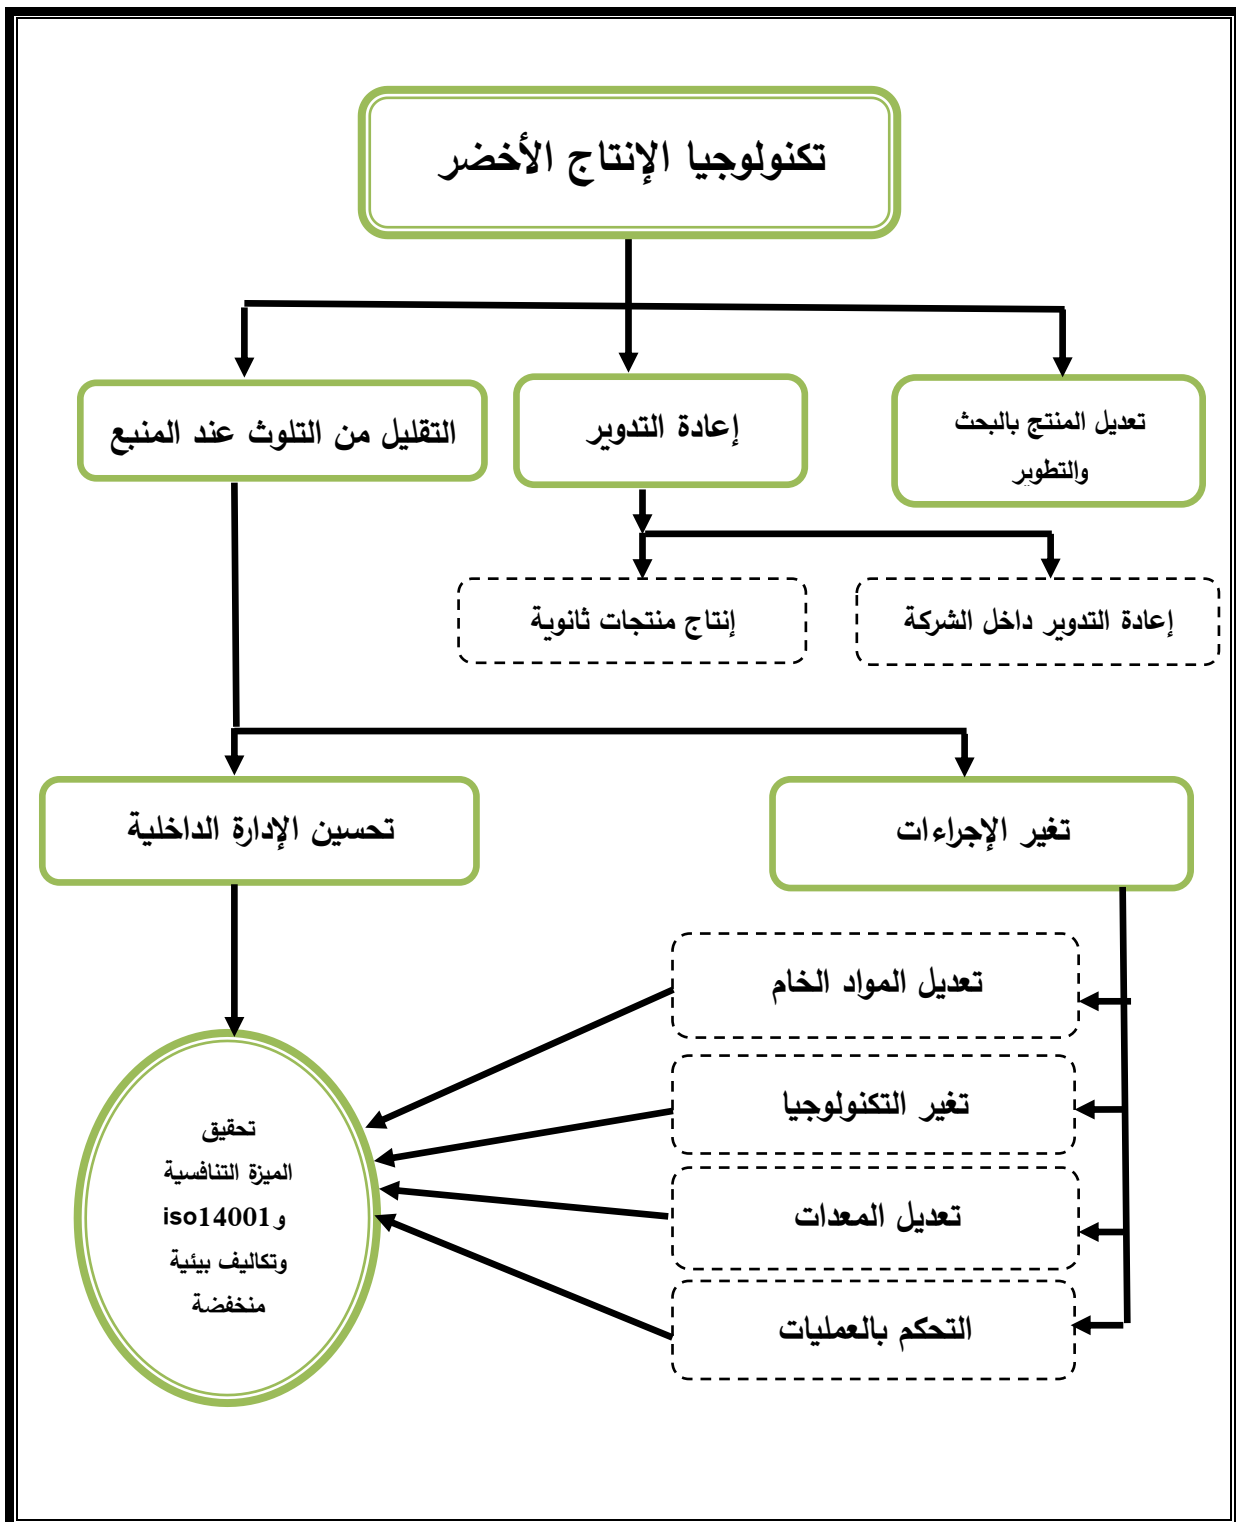 تكنولوجيا الإنتاج الأخضر
تعديل المنتج بالبحث
والتطوير
إعادة التدوير
التقليل من التلوث عند المنبع
إعادة التدوير داخل الشركة
إنتاج منتجات ثانوية
تغير الإجراءات
تحسين الإدارة الداخلية
تعديل المواد الخام
تغير التكنولوجيا
تعديل المعدات
التحكم بالعمليات
تحقيق
الميزة التنافسية
و iso14001
وتكاليف بيئية
منخفضة